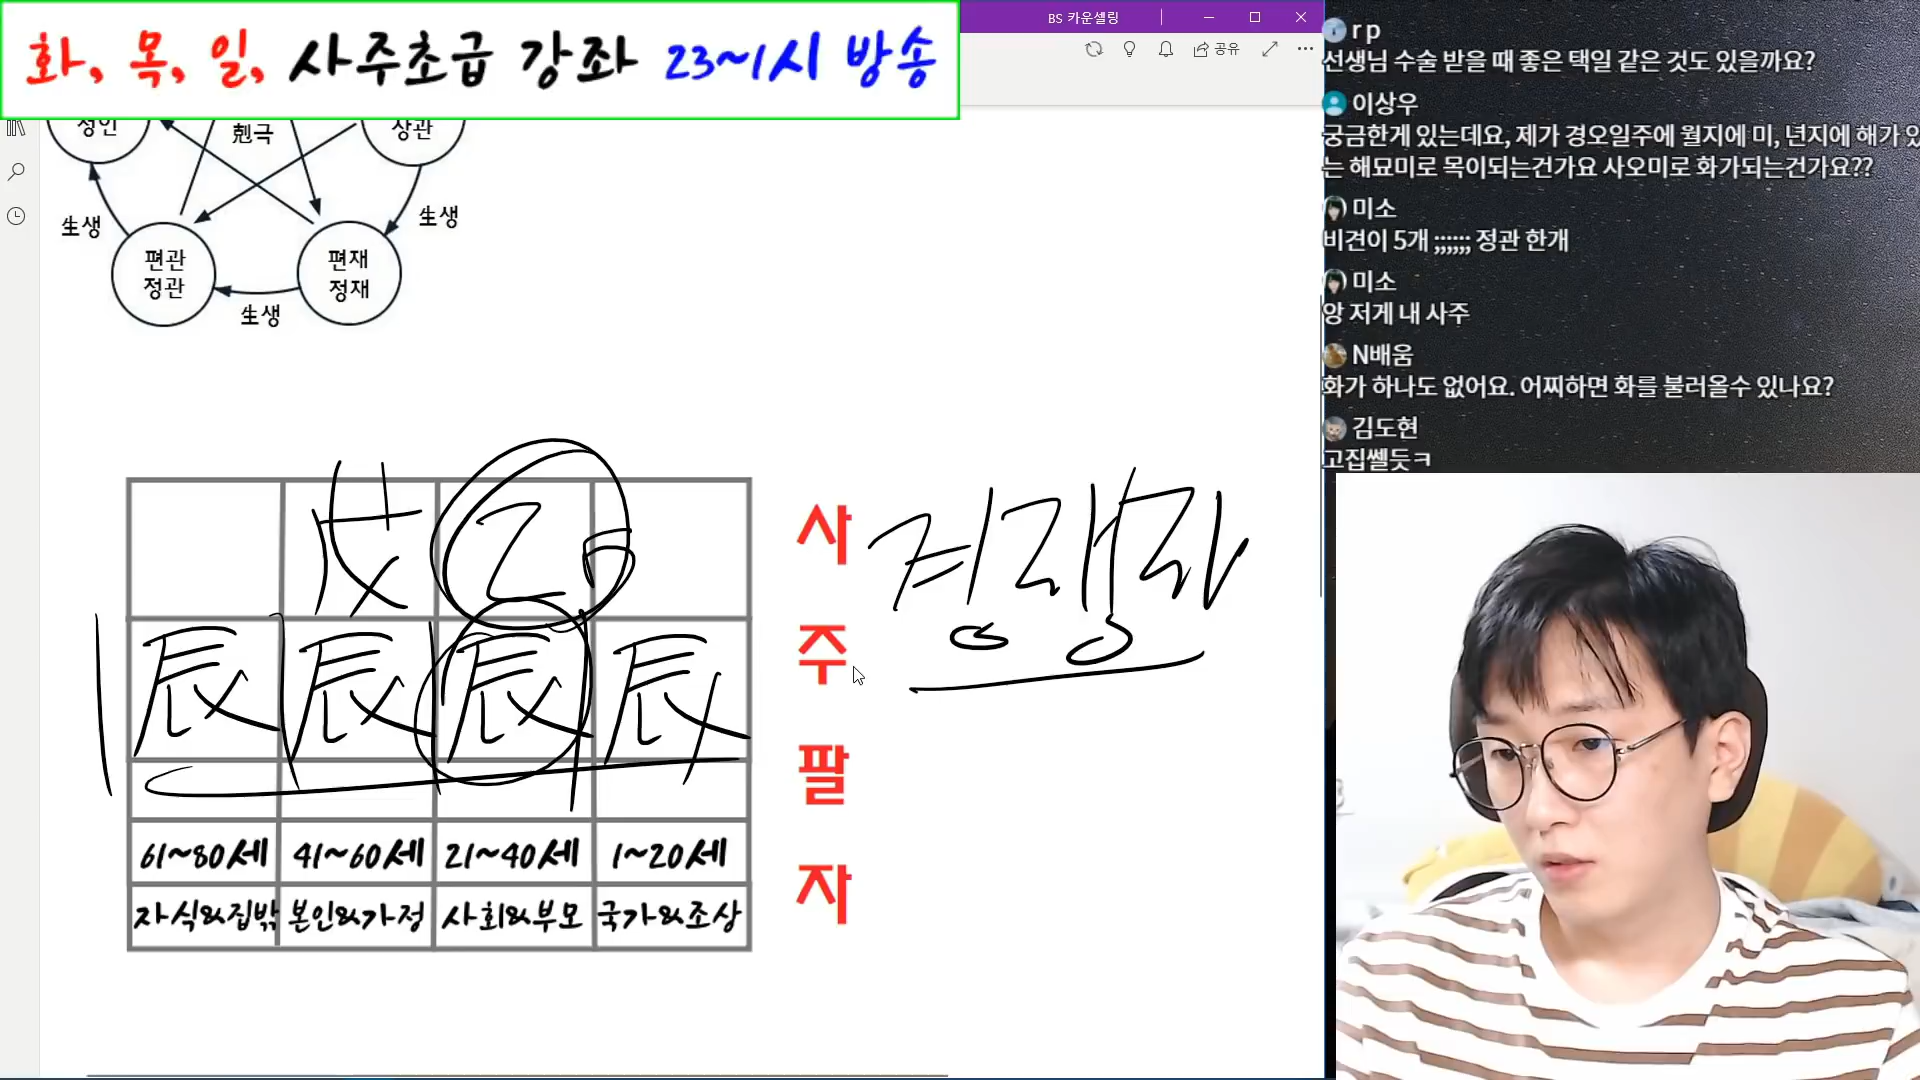 화, 목, 일, 사주초급 강좌 23~1시 방송
BS 카운셀링
공유
정인
剋극
상관
生생
生생
편관
정관
편재
정재
生생
戊 乙
辰 辰 辰 辰
61~80세 41~60세 21~40세 1~20세
자식&집밖 본인&가정 사회&부모 국가&조상
사
주
팔
자
r p
선생님 수술 받을 때 좋은 택일 같은 것도 있을까요?
이상우
궁금한게 있는데요, 제가 경오일주에 월지에 미, 년지에 해가 있
는 해묘미로 목이되는건가요 사오미로 화가되는건가요??
미소
비견이 5개 ;;;;;; 정관 한개
미소
앙 저게 내 사주
N배움
화가 하나도 없어요. 어찌하면 화를 불러올수 있나요?
김도현
고집쎌듯ㅋ